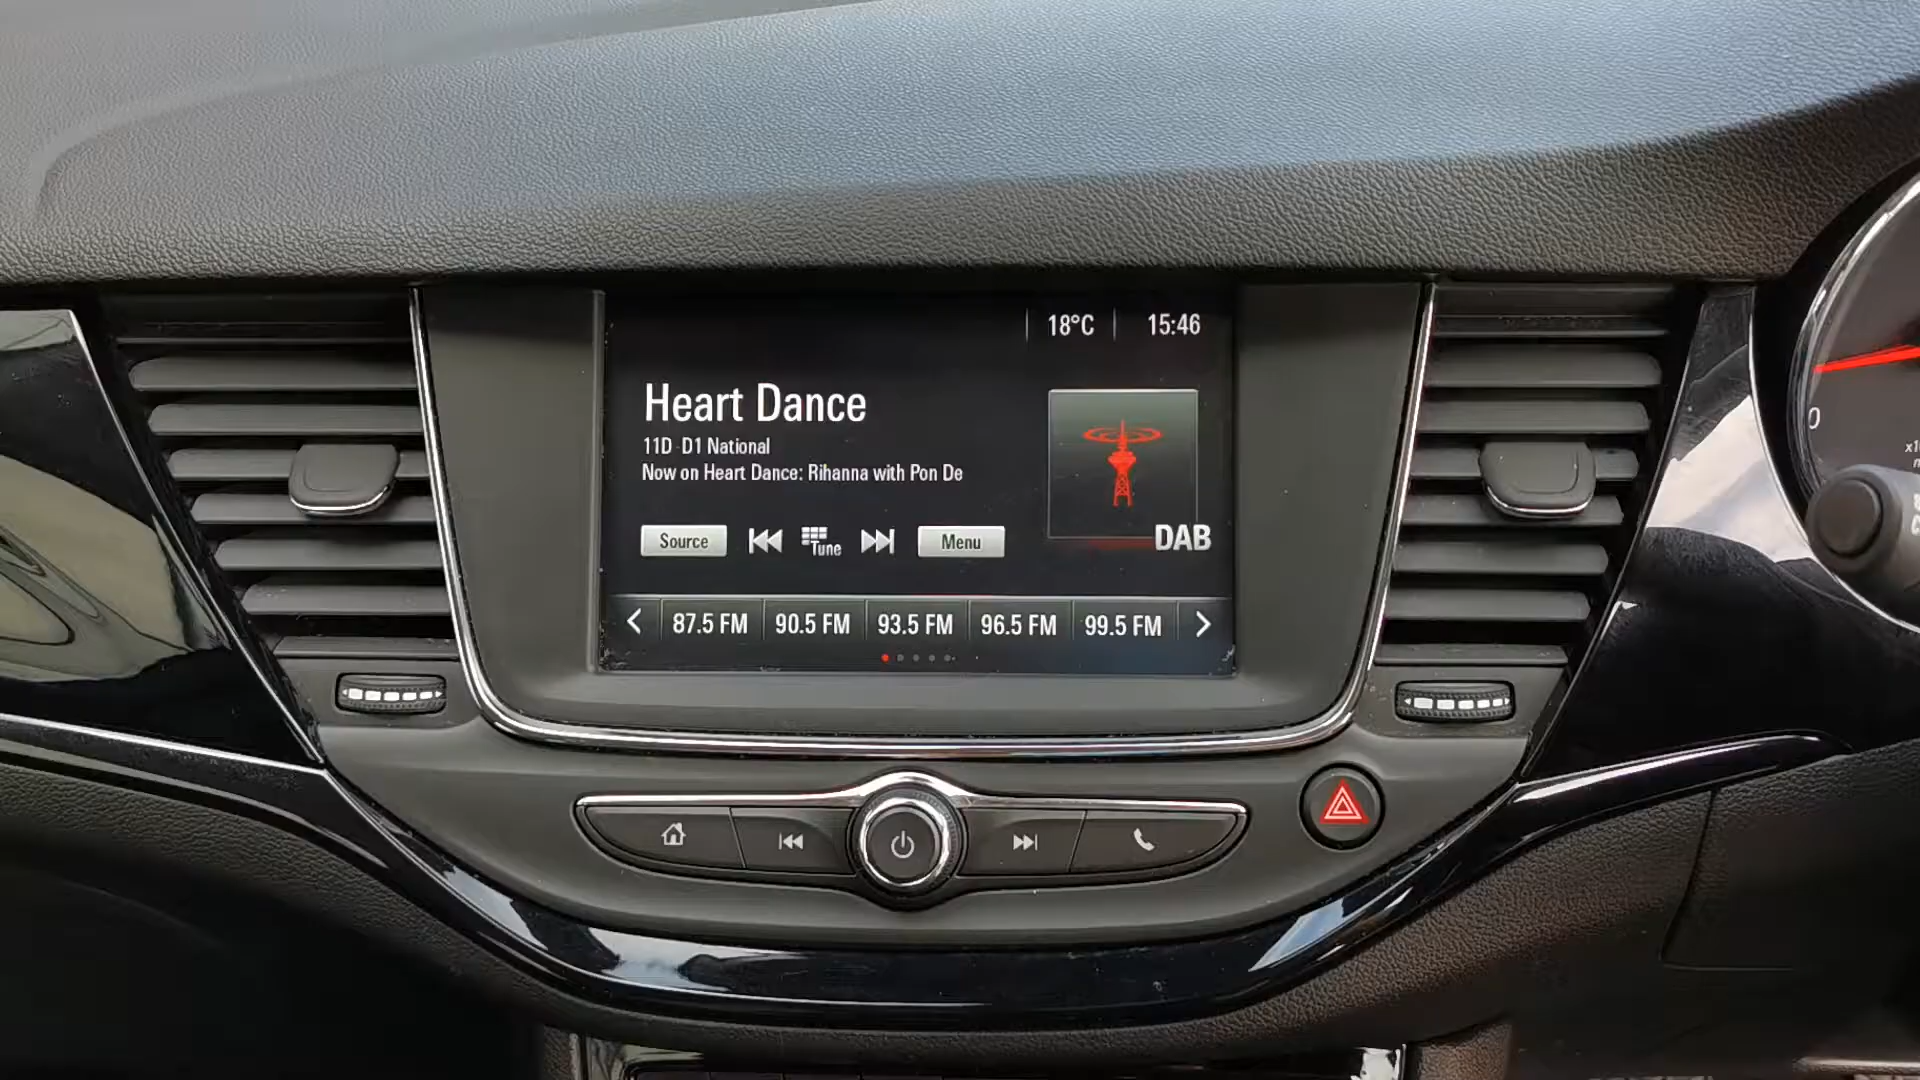 18°C 15:46
Heart Dance
11D D1 National
Now on Heart Dance: Rihanna with Pon De
Source Tune Menu
DAB
87.5 FM 90.5 FM 93.5 FM 96.5 FM 99.5 FM
0